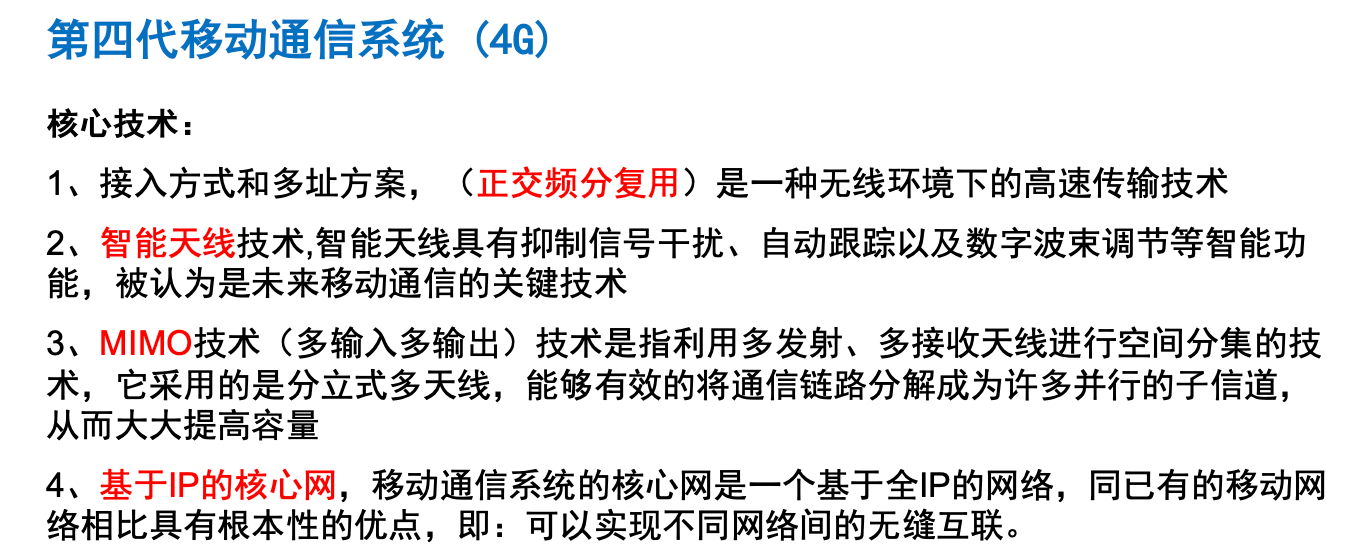 第四代移动通信系统 (4G)
核心技术：
1、接入方式和多址方案，（正交频分复用）是一种无线环境下的高速传输技术
2、智能天线技术,智能天线具有抑制信号干扰、自动跟踪以及数字波束调节等智能功
能，被认为是未来移动通信的关键技术
3、MIMO技术（多输入多输出）技术是指利用多发射、多接收天线进行空间分集的技
术，它采用的是分立式多天线，能够有效的将通信链路分解成为许多并行的子信道，
从而大大提高容量
4、基于IP的核心网，移动通信系统的核心网是一个基于全IP的网络，同已有的移动网
络相比具有根本性的优点，即：可以实现不同网络间的无缝互联。